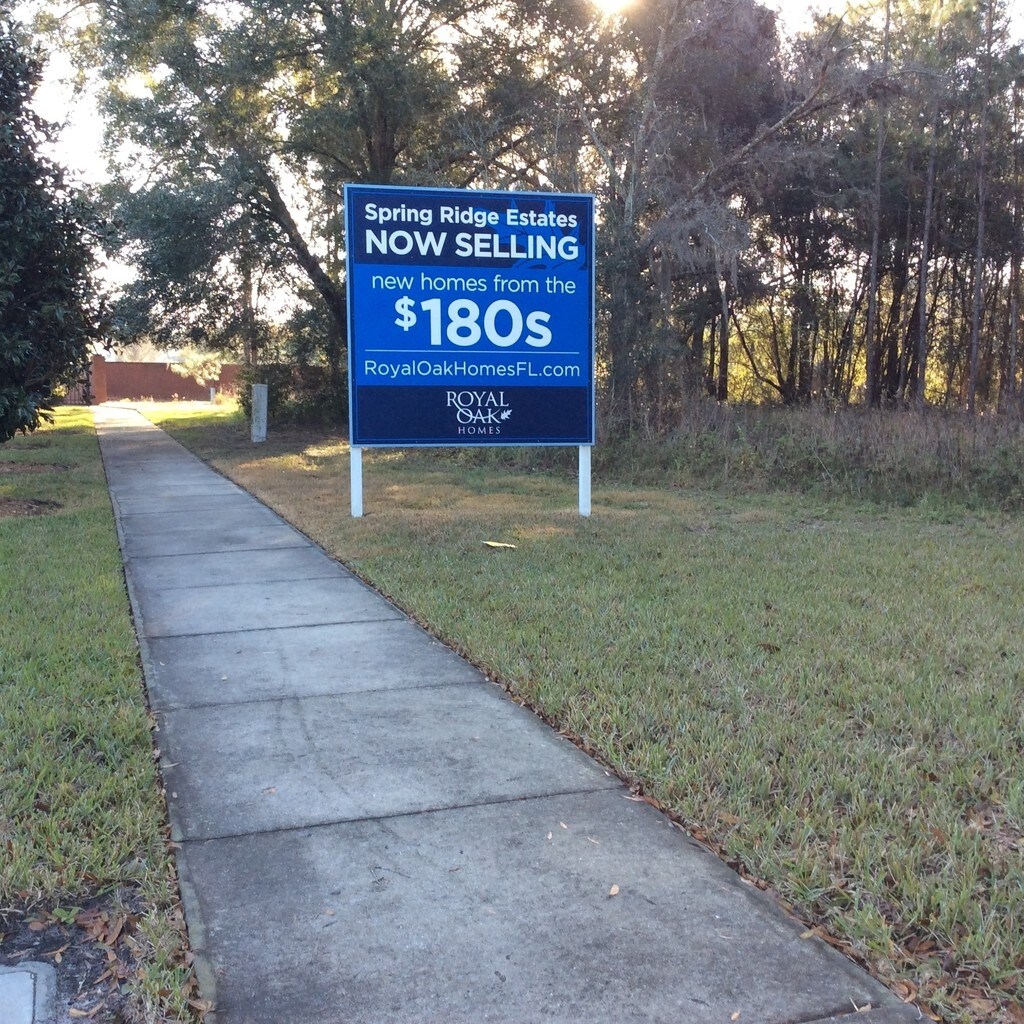 Spring Ridge Estates
NOW SELLING
new homes from the
$180s
RoyalOakHomesFL.com
ROYAL
OAK
HOMES